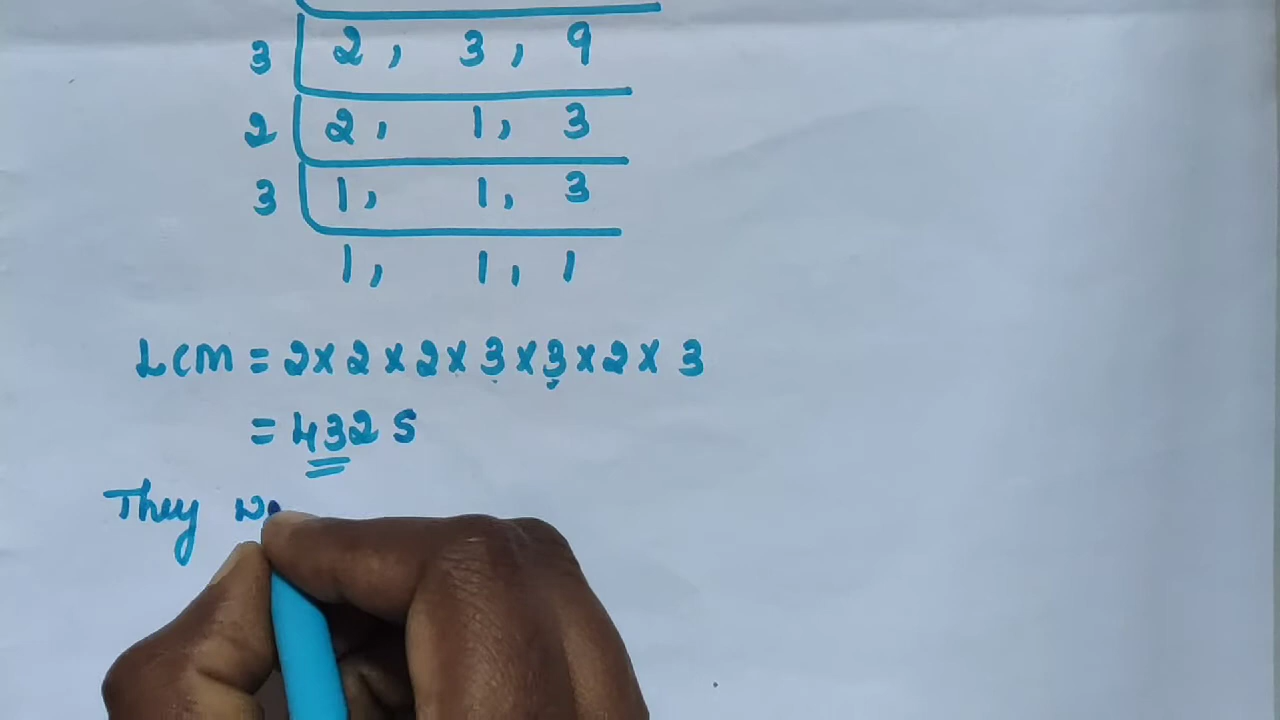 3 2, 3, 9
2 2, 1, 3
3 1, 1, 3
1, 1, 1
LCM = 2×2×2×3×3×2×3
= 432 S
They